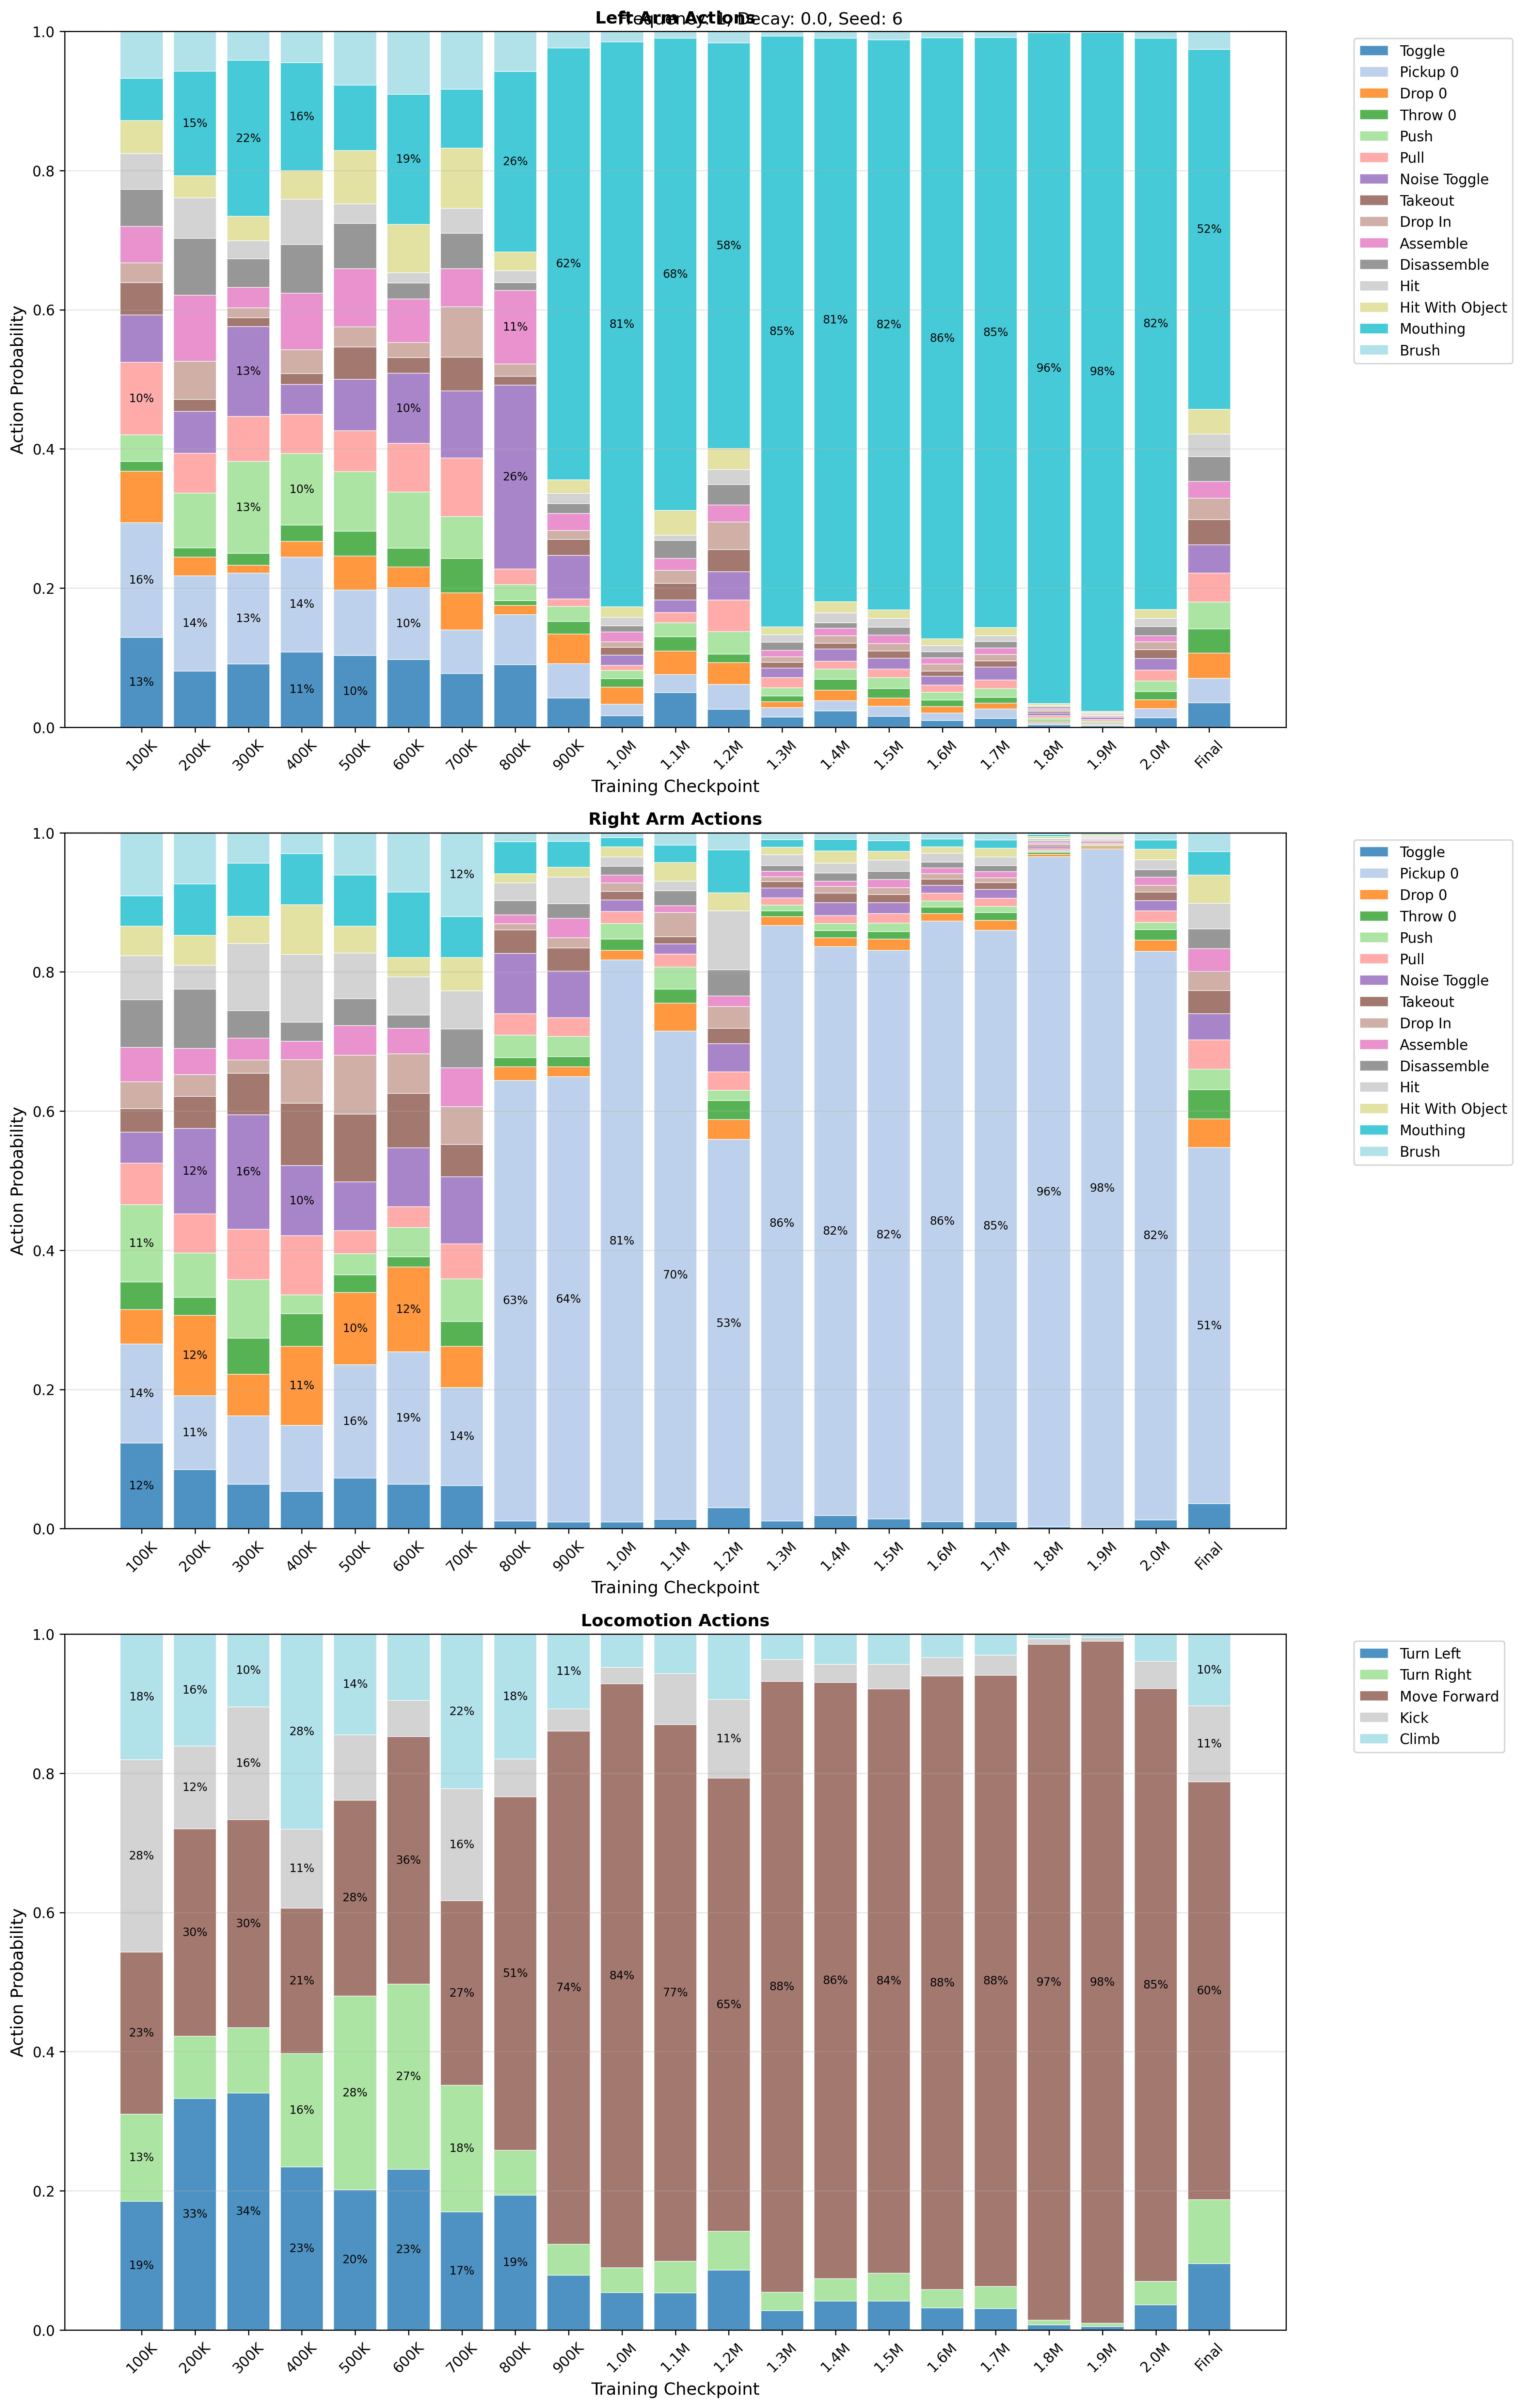 Left Arm Actions
Frequency: 1, Decay: 0.0, Seed: 6
Action Probability
1.0
0.8
0.6
0.4
0.2
0.0
13% 16% 10%
14% 15%
13% 13% 13% 22%
11% 14% 10% 16%
10%
10% 10% 19%
26% 11% 26%
62%
81%
68%
58%
85%
81%
82%
86%
85%
96%
98%
82%
52%
100K 200K 300K 400K 500K 600K 700K 800K 900K 1.0M 1.1M 1.2M 1.3M 1.4M 1.5M 1.6M 1.7M 1.8M 1.9M 2.0M Final
Training Checkpoint
Toggle
Pickup 0
Drop 0
Throw 0
Push
Pull
Noise Toggle
Takeout
Drop In
Assemble
Disassemble
Hit
Hit With Object
Mouthing
Brush
Right Arm Actions
Action Probability
1.0
0.8
0.6
0.4
0.2
0.0
12% 14% 11%
11% 12% 12%
16%
11% 10%
16% 10%
19% 12%
14% 12%
63%
64%
81%
70%
53%
86%
82%
82%
86%
85%
96%
98%
82%
51%
100K 200K 300K 400K 500K 600K 700K 800K 900K 1.0M 1.1M 1.2M 1.3M 1.4M 1.5M 1.6M 1.7M 1.8M 1.9M 2.0M Final
Training Checkpoint
Toggle
Pickup 0
Drop 0
Throw 0
Push
Pull
Noise Toggle
Takeout
Drop In
Assemble
Disassemble
Hit
Hit With Object
Mouthing
Brush
Locomotion Actions
Action Probability
1.0
0.8
0.6
0.4
0.2
0.0
19% 13% 23% 28% 18%
33% 30% 12% 16%
34% 30% 16% 10%
23% 16% 21% 11% 28%
20% 28% 28% 14%
23% 27% 36%
17% 18% 27% 16% 22%
19% 51% 18%
74% 11%
84%
77%
65% 11%
88%
86%
84%
88%
88%
97%
98%
85%
60% 11% 10%
100K 200K 300K 400K 500K 600K 700K 800K 900K 1.0M 1.1M 1.2M 1.3M 1.4M 1.5M 1.6M 1.7M 1.8M 1.9M 2.0M Final
Training Checkpoint
Turn Left
Turn Right
Move Forward
Kick
Climb